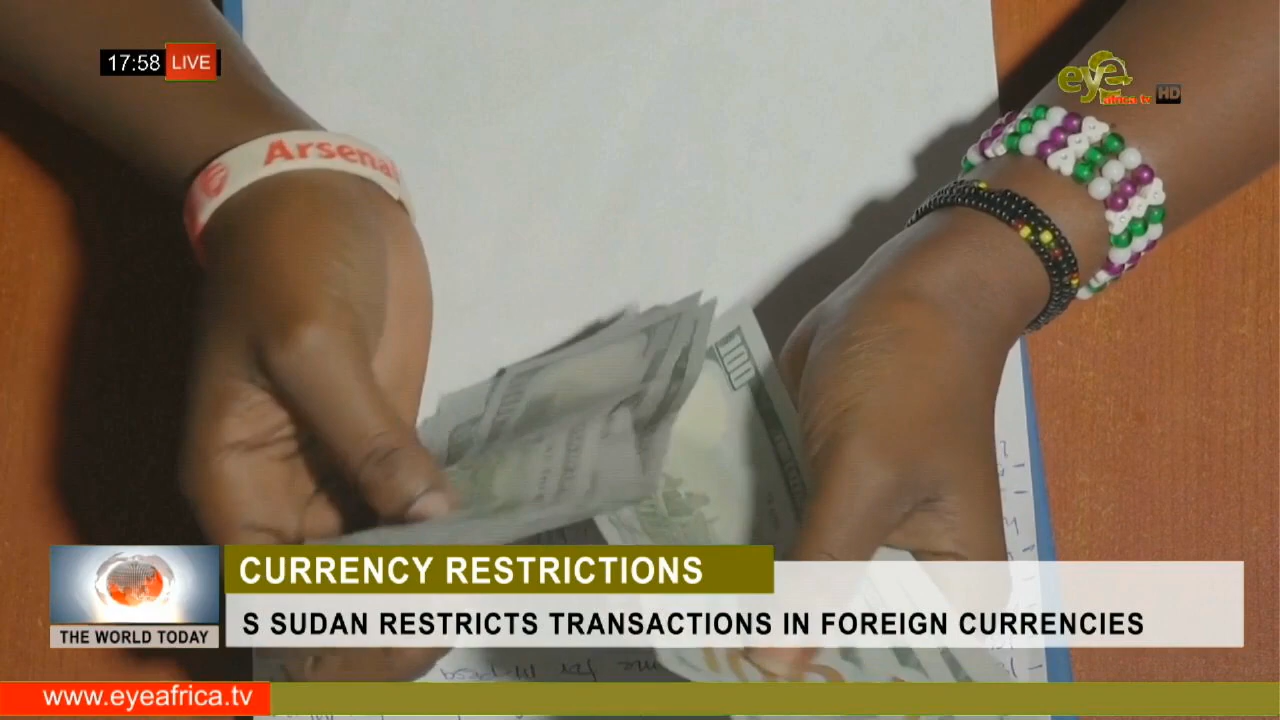 17:58 LIVE
eye
africa tv HD
Arsenal
100
CURRENCY RESTRICTIONS
S SUDAN RESTRICTS TRANSACTIONS IN FOREIGN CURRENCIES
THE WORLD TODAY
www.eyeafrica.tv